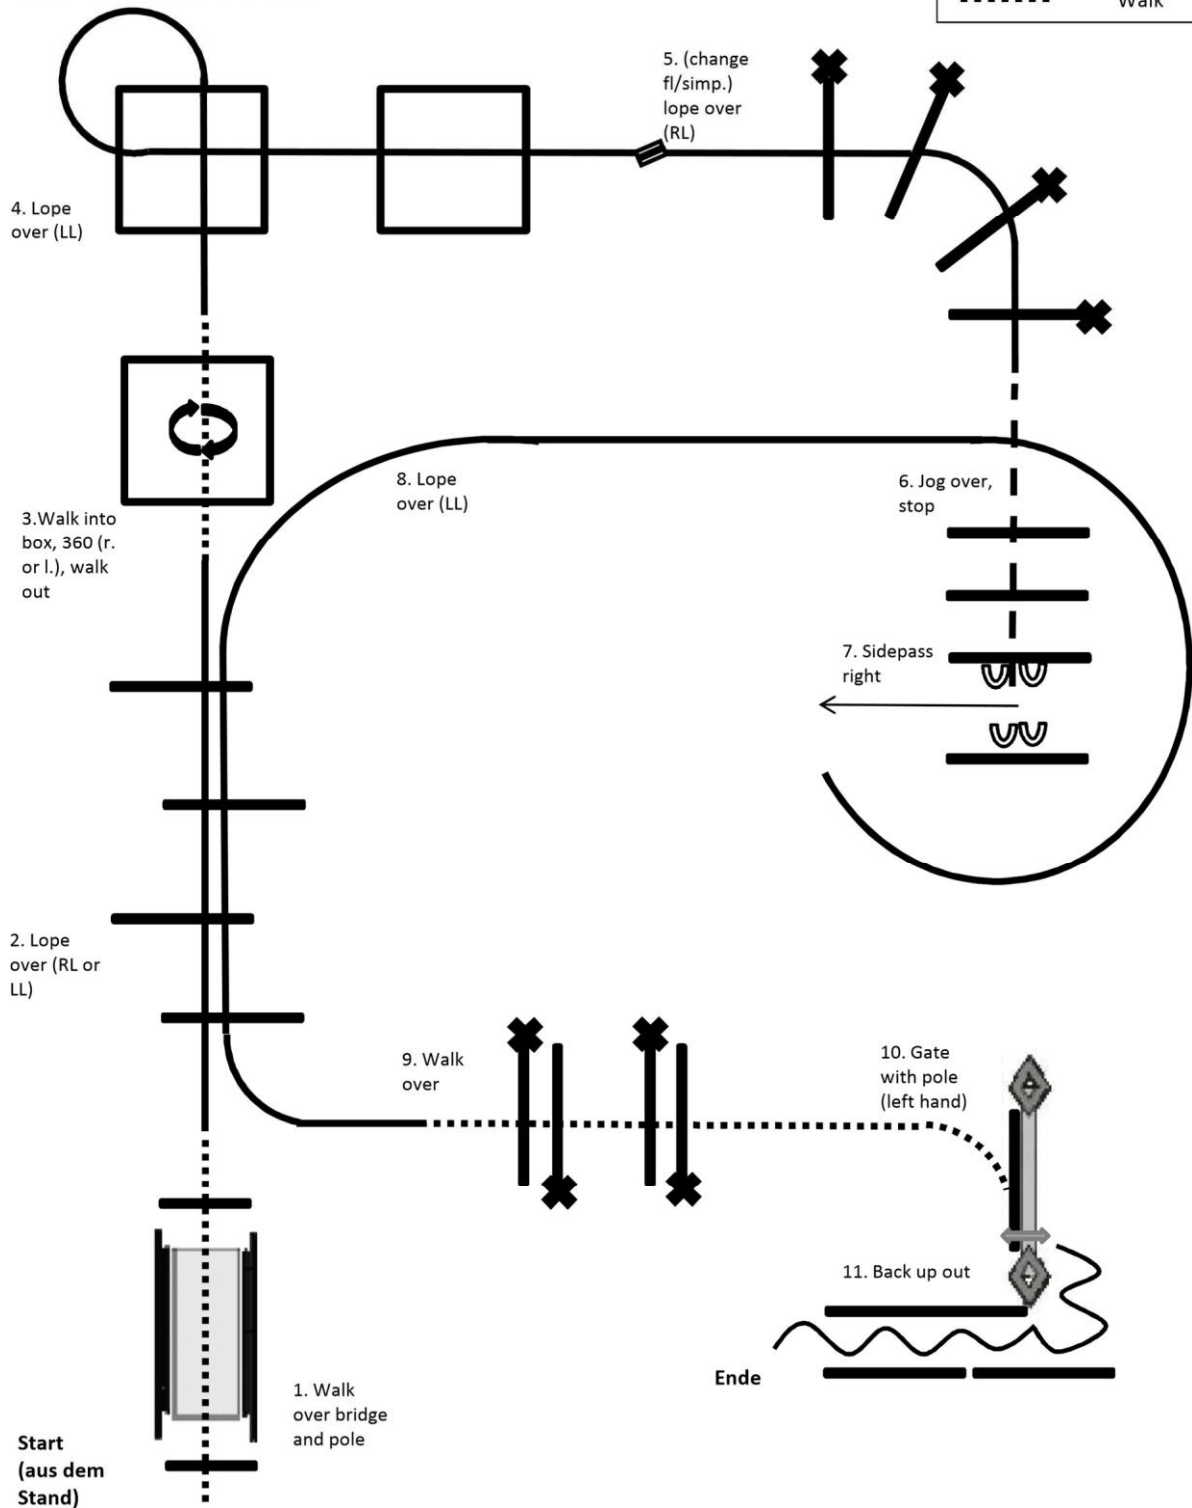 Walk
5. (change
fl/simp.)
lope over
(RL)
4. Lope
over (LL)
3.Walk into
box, 360 (r.
or l.), walk
out
8. Lope
over (LL)
6. Jog over,
stop
7. Sidepass
right
2. Lope
over (RL or
LL)
9. Walk
over
10. Gate
with pole
(left hand)
11. Back up out
Ende
1. Walk
over bridge
and pole
Start
(aus dem
Stand)